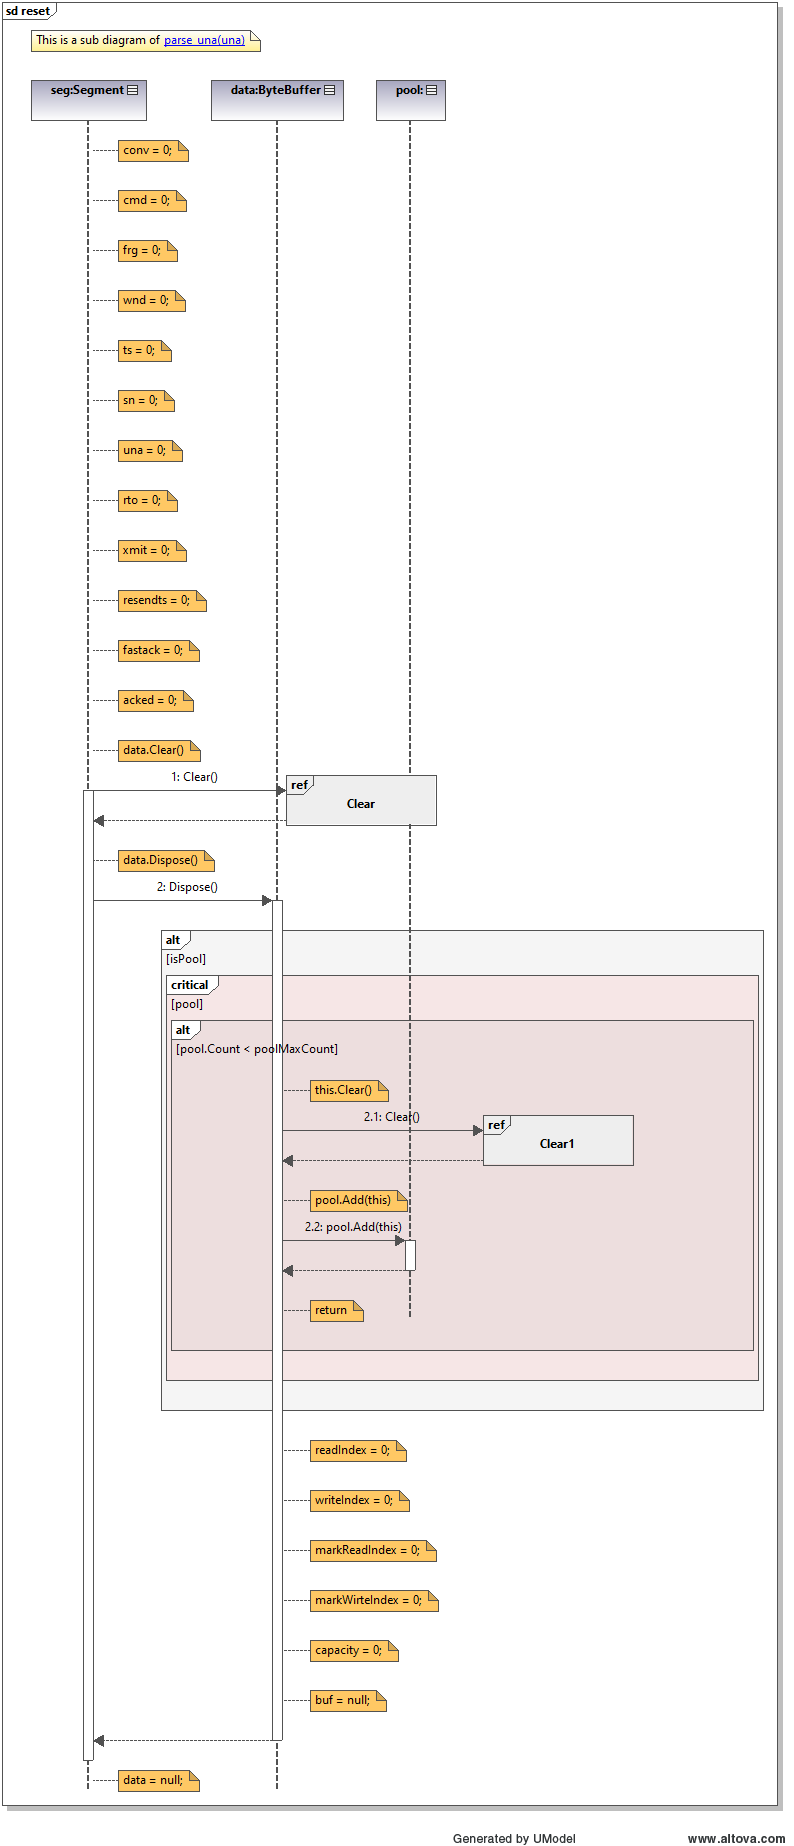 sd reset
This is a sub diagram of parse_una(una)
seg:Segment
data:ByteBuffer
pool:
conv = 0;
cmd = 0;
frg = 0;
wnd = 0;
ts = 0;
sn = 0;
una = 0;
rto = 0;
xmit = 0;
resendts = 0;
fastack = 0;
acked = 0;
data.Clear()
1: Clear()
ref
Clear
data.Dispose()
2: Dispose()
alt
[isPool]
critical
[pool]
alt
[pool.Count < poolMaxCount]
this.Clear()
2.1: Clear()
ref
Clear1
pool.Add(this)
2.2: pool.Add(this)
return
readIndex = 0;
writeIndex = 0;
markReadIndex = 0;
markWirteIndex = 0;
capacity = 0;
buf = null;
data = null;
Generated by UModel
www.altova.com